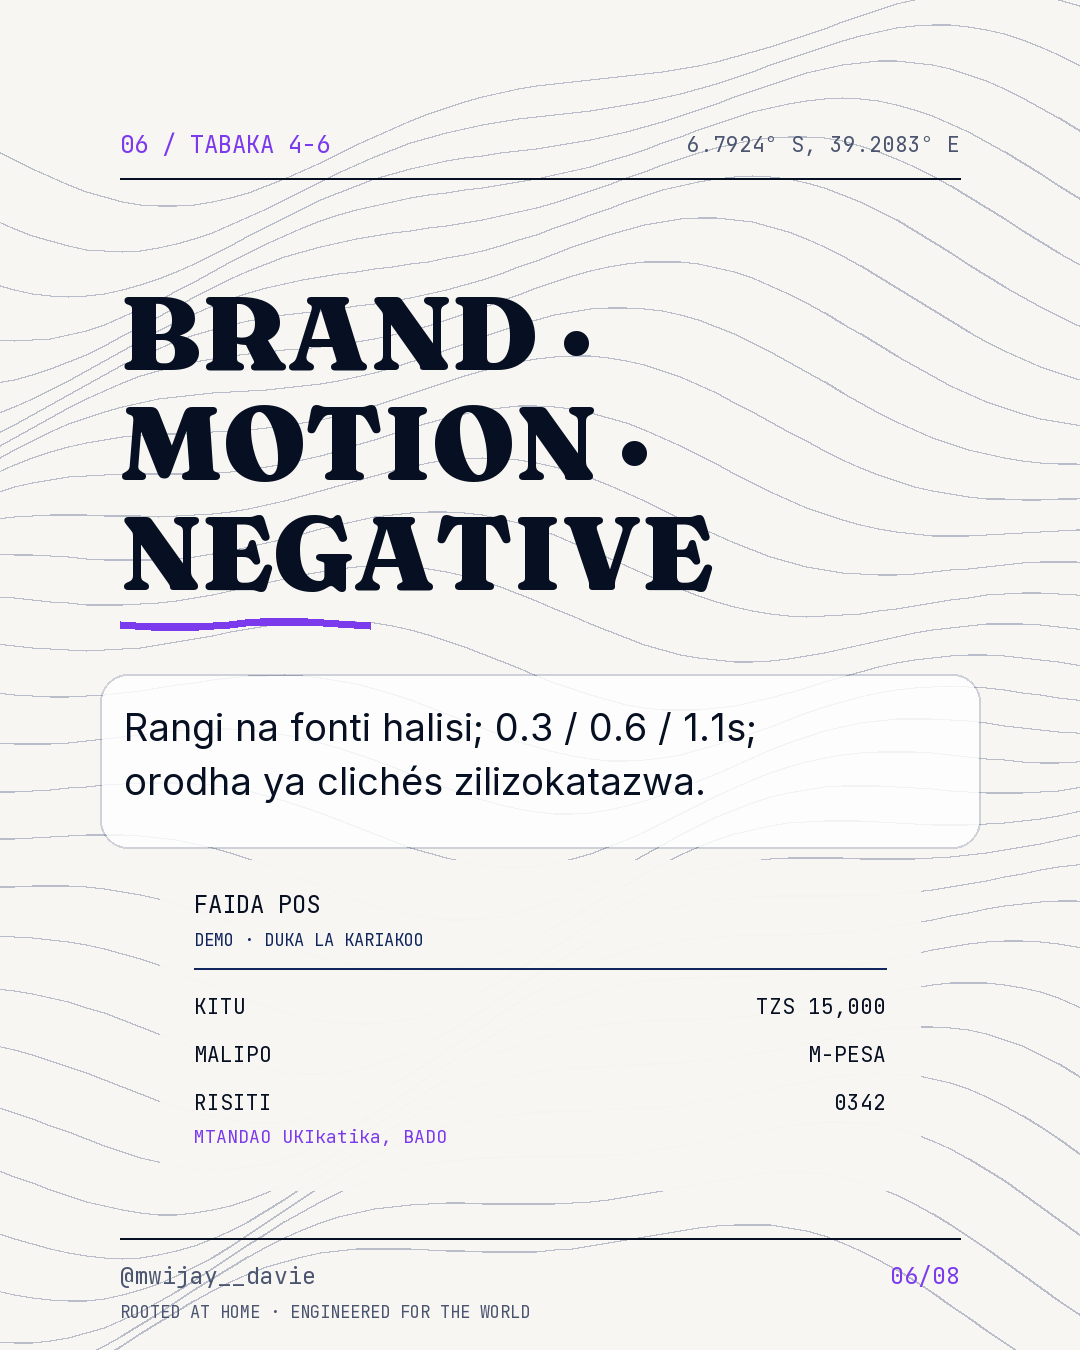 06 / TABAKA 4-6
6.7924° S, 39.2083° E
BRAND ·
MOTION ·
NEGATIVE
Rangi na fonti halisi; 0.3 / 0.6 / 1.1s;
orodha ya clichés zilizokatazwa.
FAIDA POS
DEMO · DUKA LA KARIAKOO
KITU TZS 15,000
MALIPO M-PESA
RISITI 0342
MTANDAO UKIkatika, BADO
@mwijay__davie 06/08
ROOTED AT HOME · ENGINEERED FOR THE WORLD